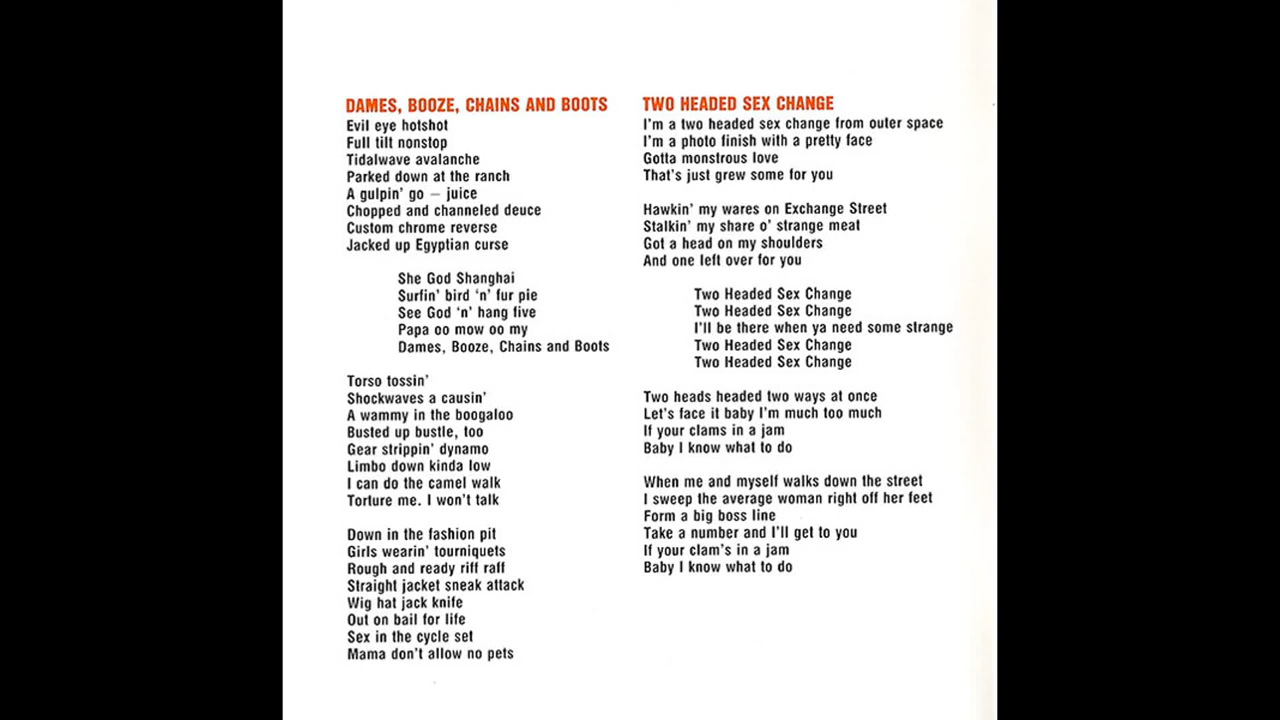 DAMES, BOOZE, CHAINS AND BOOTS
Evil eye hotshot
Full tilt nonstop
Tidalwave avalanche
Parked down at the ranch
A gulpin' go – juice
Chopped and channeled deuce
Custom chrome reverse
Jacked up Egyptian curse
She God Shanghai
Surfin' bird 'n' fur pie
See God 'n' hang five
Papa oo mow oo my
Dames, Booze, Chains and Boots
Torso tossin'
Shockwaves a causin'
A wammy in the boogaloo
Busted up bustle, too
Gear strippin' dynamo
Limbo down kinda low
I can do the camel walk
Torture me. I won't talk
Down in the fashion pit
Girls wearin' tourniquets
Rough and ready riff raff
Straight jacket sneak attack
Wig hat jack knife
Out on bail for life
Sex in the cycle set
Mama don't allow no pets
TWO HEADED SEX CHANGE
I'm a two headed sex change from outer space
I'm a photo finish with a pretty face
Gotta monstrous love
That's just grew some for you
Hawkin' my wares on Exchange Street
Stalkin' my share o' strange meat
Got a head on my shoulders
And one left over for you
Two Headed Sex Change
Two Headed Sex Change
I'll be there when ya need some strange
Two Headed Sex Change
Two Headed Sex Change
Two heads headed two ways at once
Let's face it baby I'm much too much
If your clams in a jam
Baby I know what to do
When me and myself walks down the street
I sweep the average woman right off her feet
Form a big boss line
Take a number and I'll get to you
If your clam's in a jam
Baby I know what to do